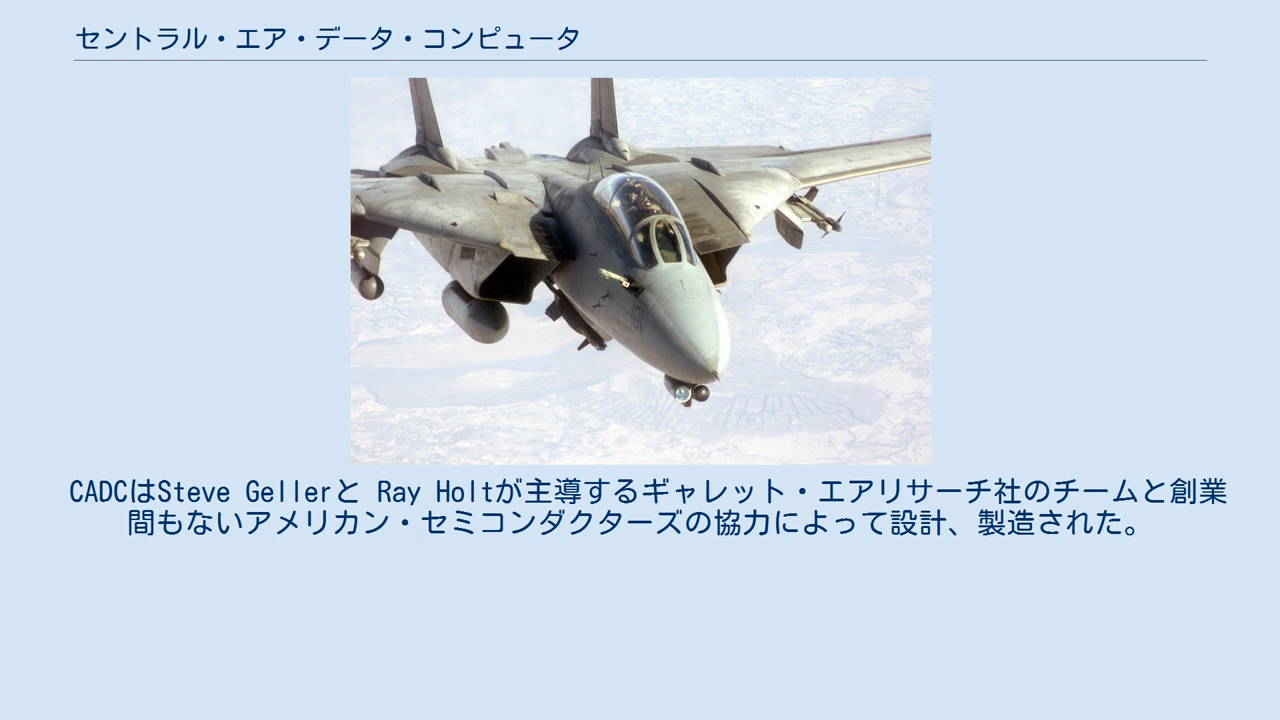 セントラル・エア・データ・コンピュータ
CADCはSteve Gellerと Ray Holtが主導するギャレット・エアリサーチ社のチームと創業
間もないアメリカン・セミコンダクターズの協力によって設計、製造された。